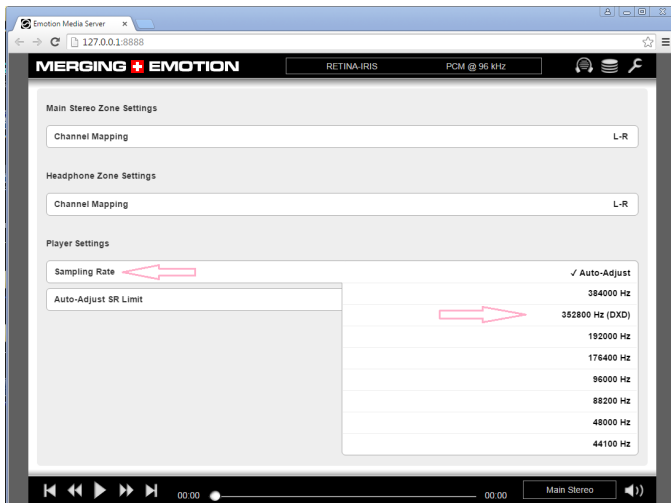 Emotion Media Server
127.0.0.1:8888
MERGING EMOTION
RETINA-IRIS PCM @ 96 kHz
Main Stereo Zone Settings
Channel Mapping L-R
Headphone Zone Settings
Channel Mapping L-R
Player Settings
Sampling Rate ✓ Auto-Adjust
Auto-Adjust SR Limit
384000 Hz
352800 Hz (DXD)
192000 Hz
176400 Hz
96000 Hz
88200 Hz
48000 Hz
44100 Hz
00:00 00:00 Main Stereo